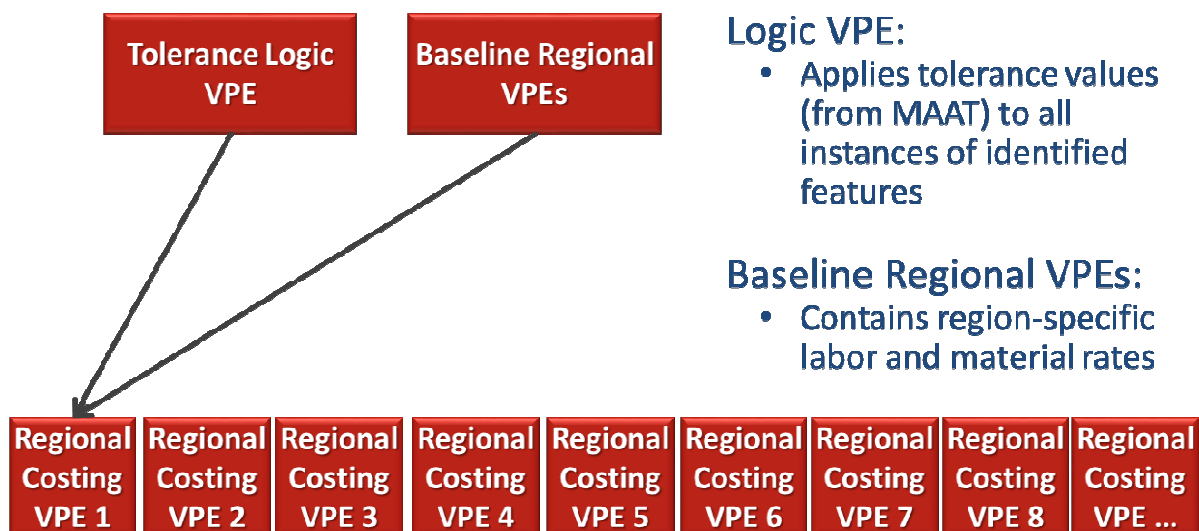 Tolerance Logic
VPE
Baseline Regional
VPEs
Logic VPE:
• Applies tolerance values
(from MAAT) to all
instances of identified
features
Baseline Regional VPEs:
• Contains region-specific
labor and material rates
Regional
Costing
VPE 1
Regional
Costing
VPE 2
Regional
Costing
VPE 3
Regional
Costing
VPE 4
Regional
Costing
VPE 5
Regional
Costing
VPE 6
Regional
Costing
VPE 7
Regional
Costing
VPE 8
Regional
Costing
VPE ...